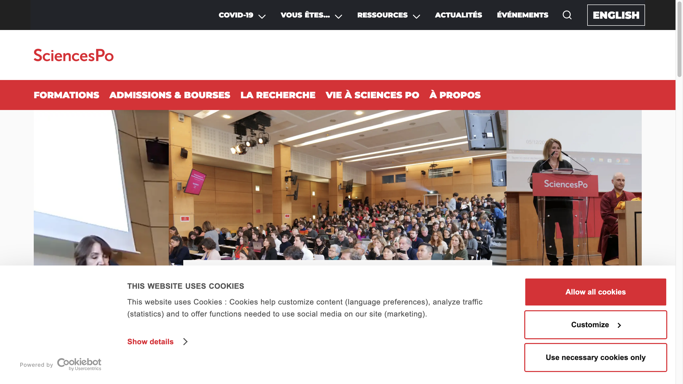 COVID-19 VOUS ÊTES... RESSOURCES ACTUALITÉS ÉVÉNEMENTS ENGLISH
SciencesPo
FORMATIONS ADMISSIONS & BOURSES LA RECHERCHE VIE À SCIENCES PO À PROPOS
SciencesPo
THIS WEBSITE USES COOKIES
This website uses Cookies : Cookies help customize content (language preferences), analyze traffic
(statistics) and to offer functions needed to use social media on our site (marketing).
Show details
Allow all cookies
Customize
Use necessary cookies only
Powered by Cookiebot
by Usercentrics